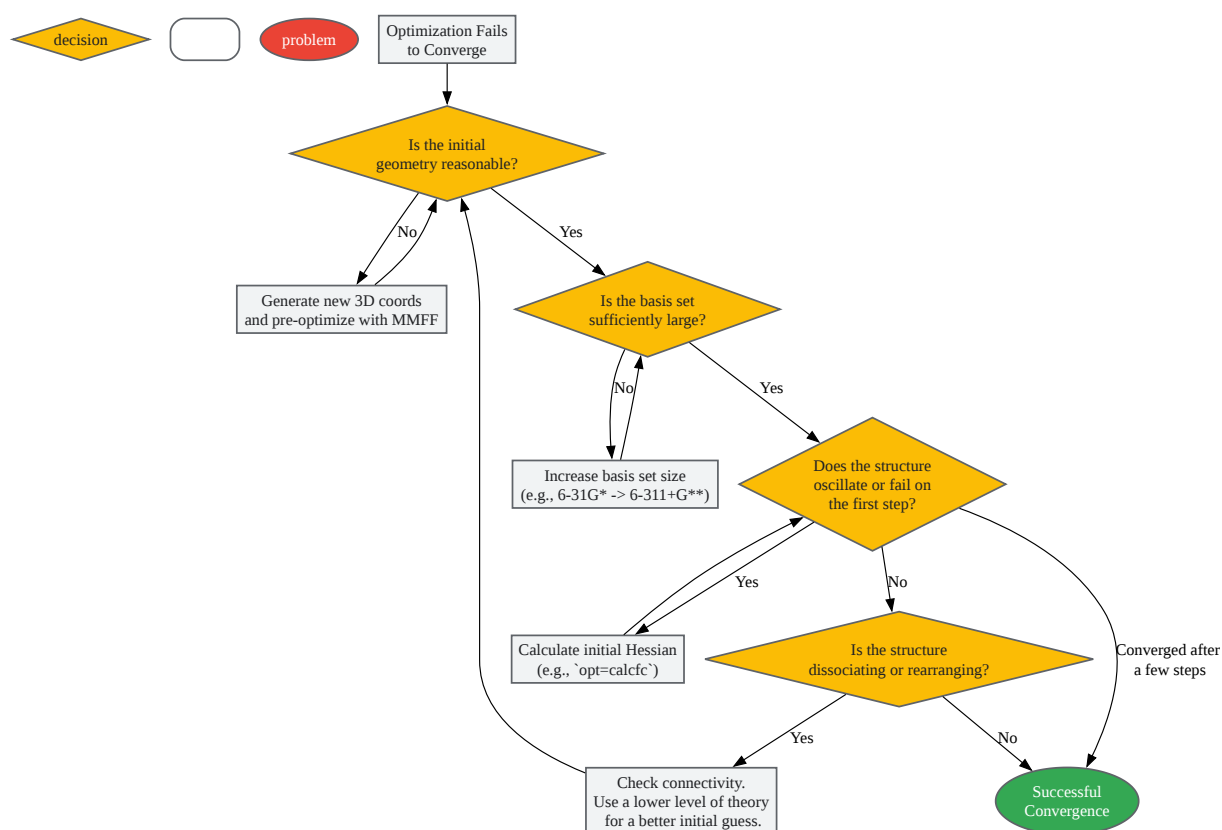 decision
problem
Optimization Fails
to Converge
Is the initial
geometry reasonable?
No
Yes
Generate new 3D coords
and pre-optimize with MMFF
Is the basis set
sufficiently large?
No
Yes
Increase basis set size
(e.g., 6-31G* -> 6-311+G**)
Does the structure
oscillate or fail on
the first step?
Yes
No
Calculate initial Hessian
(e.g., `opt=calcfc`)
Is the structure
dissociating or rearranging?
Converged after
a few steps
Yes
No
Check connectivity.
Use a lower level of theory
for a better initial guess.
Successful
Convergence